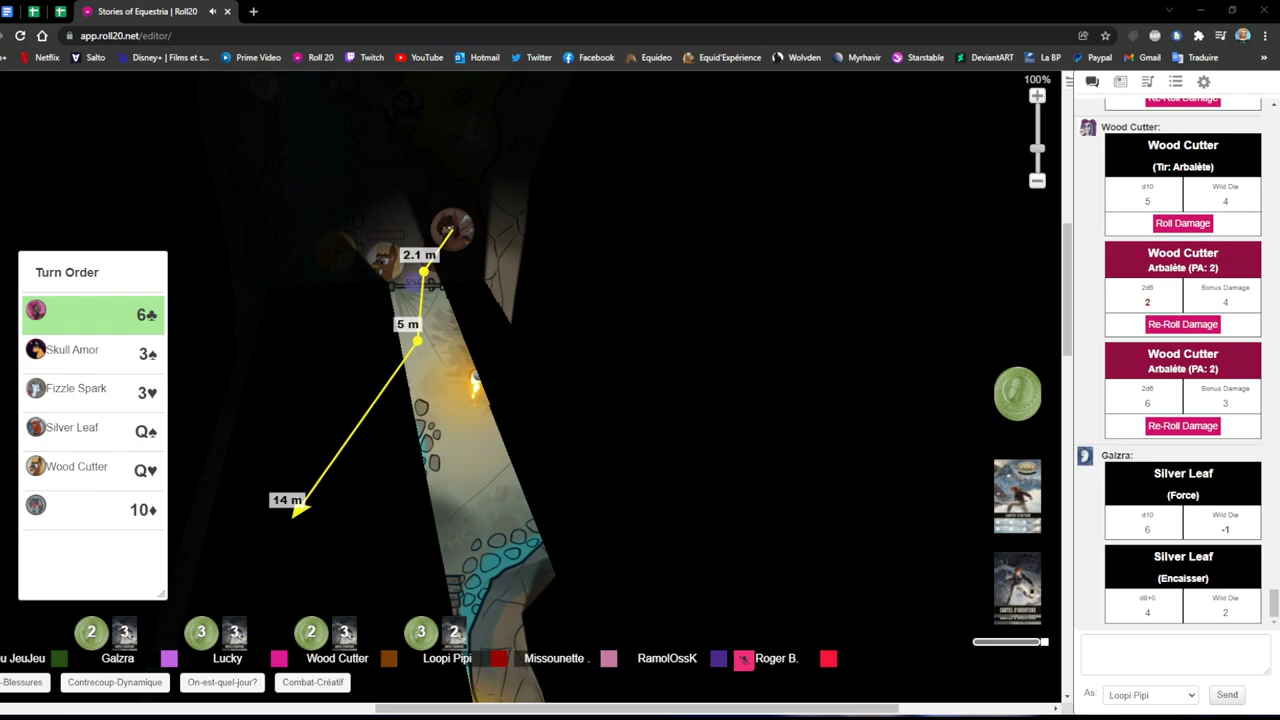 Stories of Equestria | Roll20
app.roll20.net/editor/
Netflix
Salto
Disney+ | Films et s...
Prime Video
Roll 20
Twitch
YouTube
Hotmail
Twitter
Facebook
Equideo
Equid'Expérience
Wolvden
Myrhavir
Starstable
DeviantART
La BP
Paypal
Gmail
Traduire
»
100%
Turn Order
6♣
Skull Amor 3♠
Fizzle Spark 3♥
Silver Leaf Q♠
Wood Cutter Q♥
10♦
2.1 m
5 m
14 m
Re-Roll Damage
Wood Cutter:
Wood Cutter
(Tir: Arbalète)
d10 Wild Die
5 4
Roll Damage
Wood Cutter
Arbalète (PA: 2)
2d6 Bonus Damage
2 4
Re-Roll Damage
Wood Cutter
Arbalète (PA: 2)
2d6 Bonus Damage
6 3
Re-Roll Damage
Galzra:
Silver Leaf
(Force)
d10 Wild Die
6 -1
Silver Leaf
(Encaisser)
d8+0 Wild Die
4 2
As: Loopi Pipi Send
2 3 3 3 2 3 3 2
u JeuJeu Galzra Lucky Wood Cutter Loopi Pipi Missounette . RamolOssK Roger B.
-Blessures Contrecoup-Dynamique On-est-quel-jour? Combat-Créatif